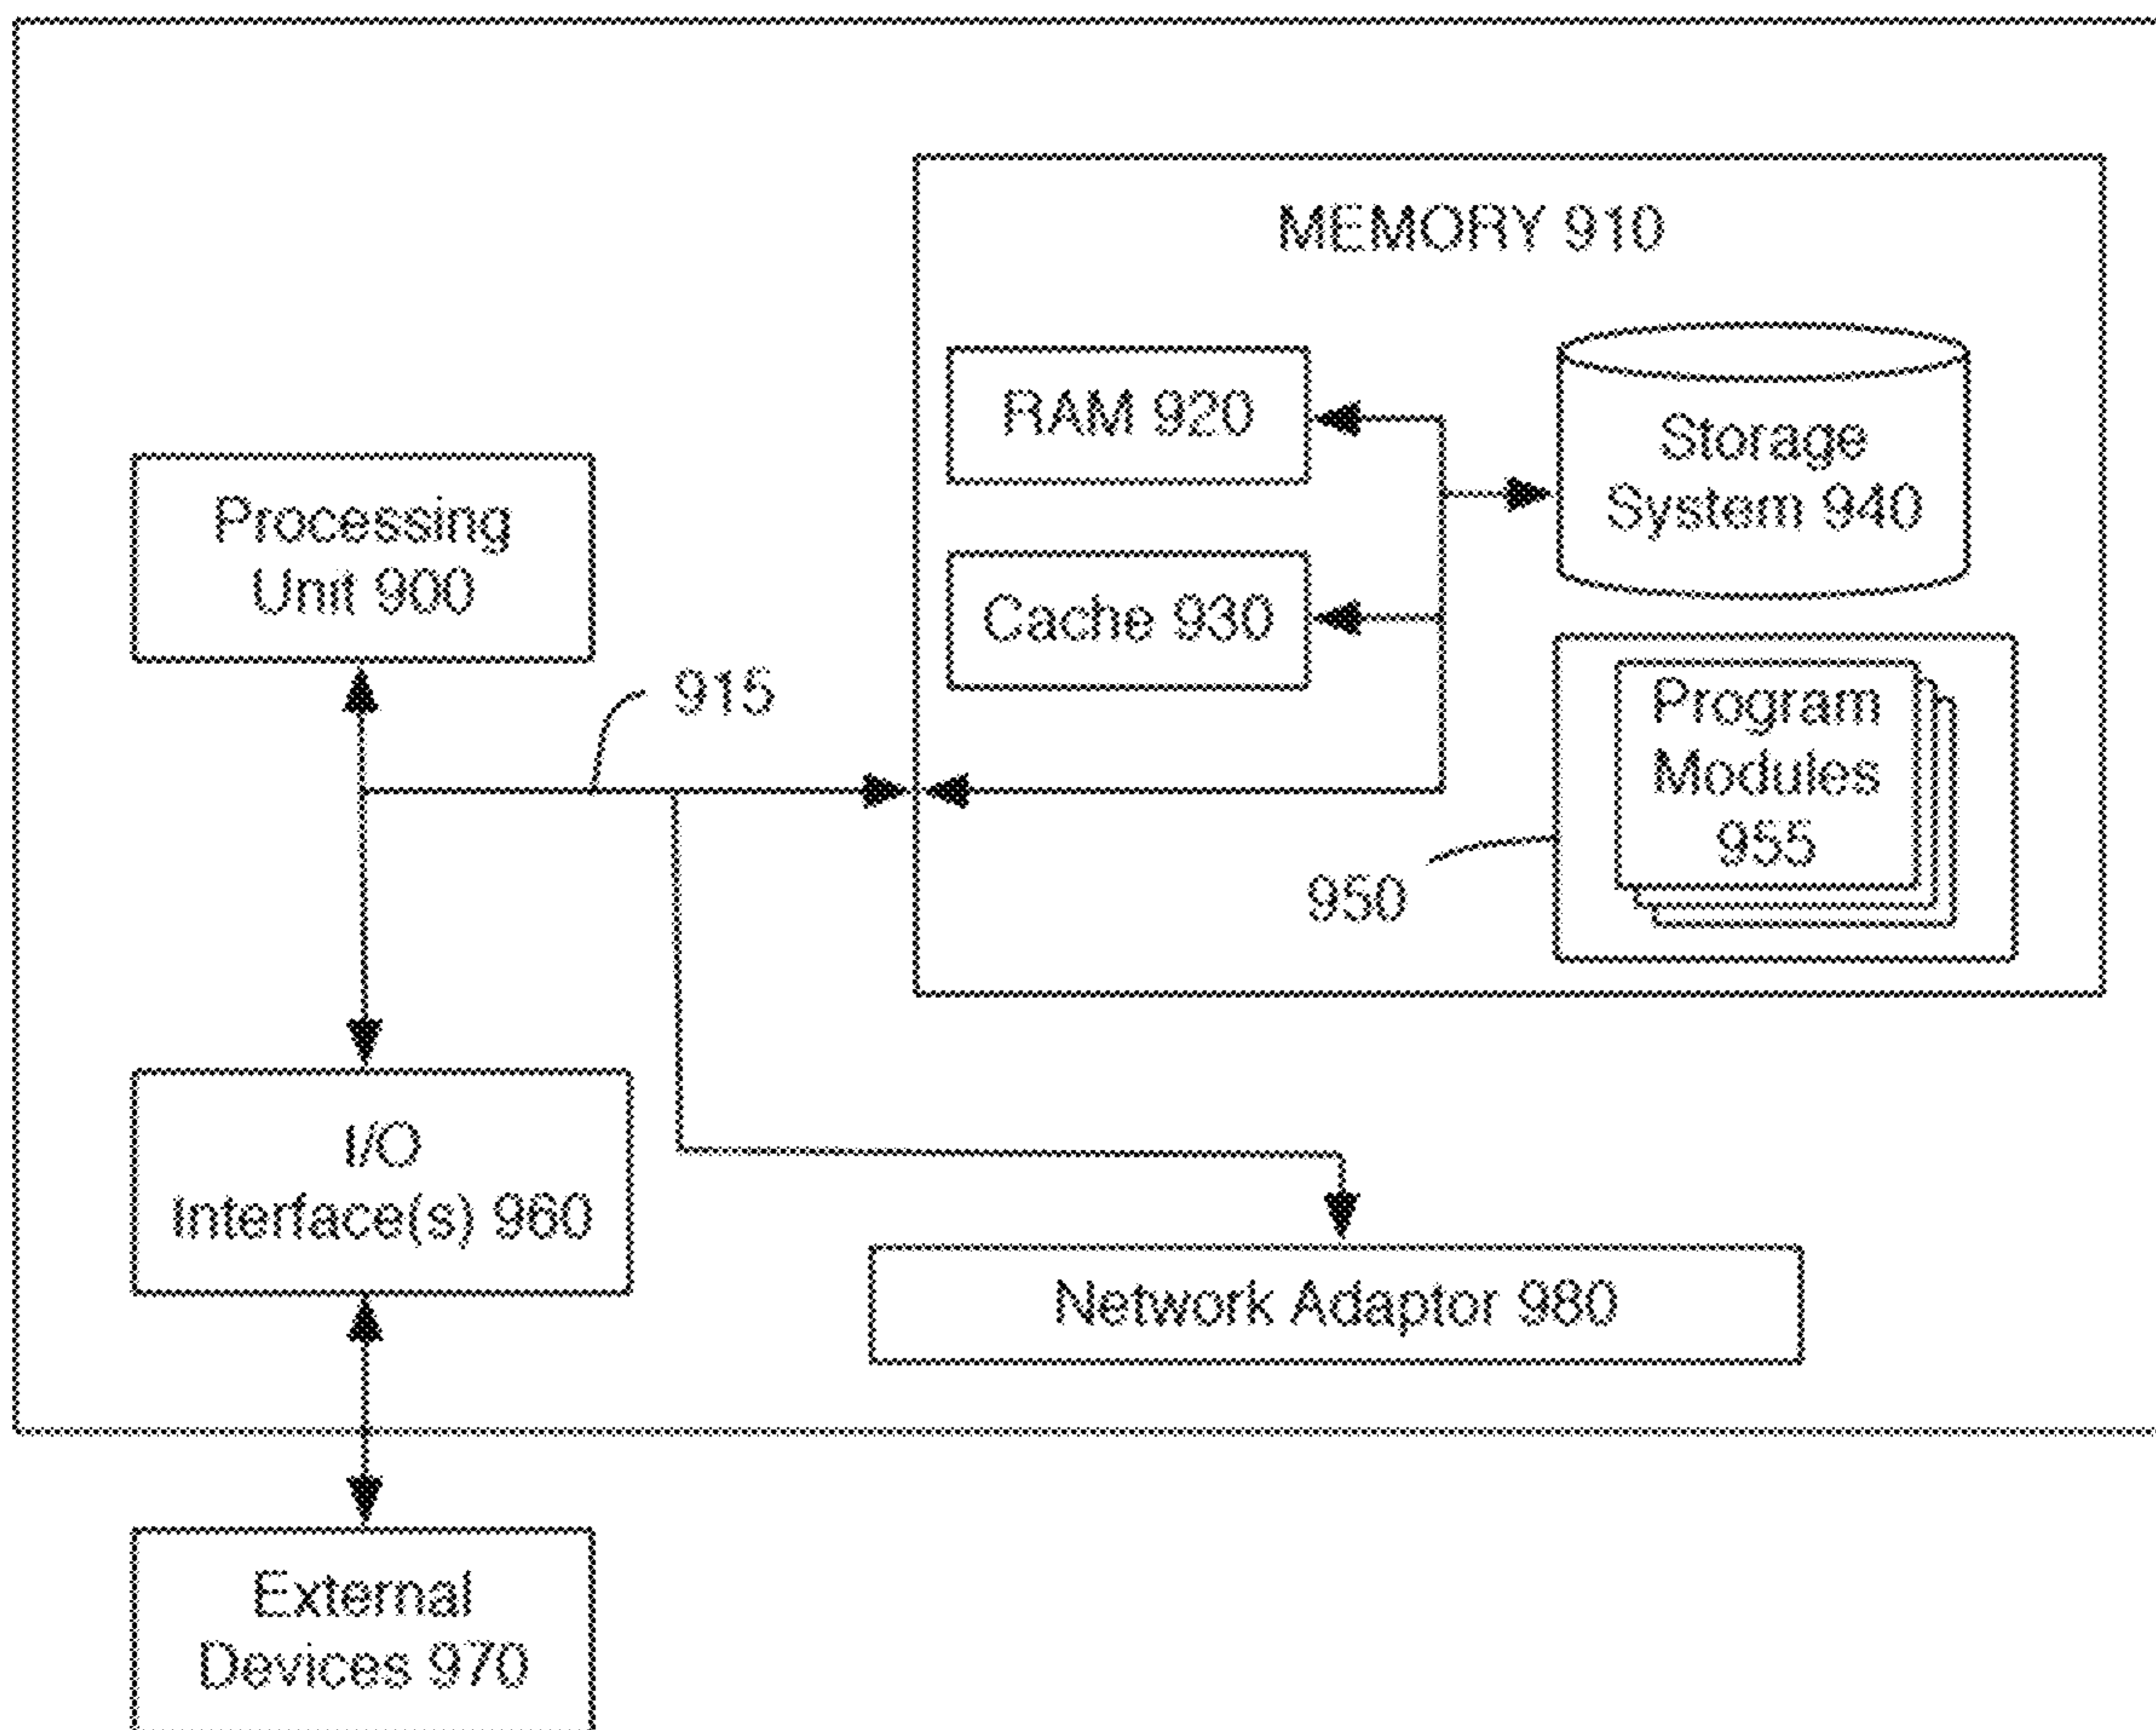 MEMORY 910
RAM 920
Storage
System 940
Processing
Unit 900
Cache 930
915
Program
Modules
955
950
I/O
Interface(s) 960
Network Adaptor 980
External
Devices 970